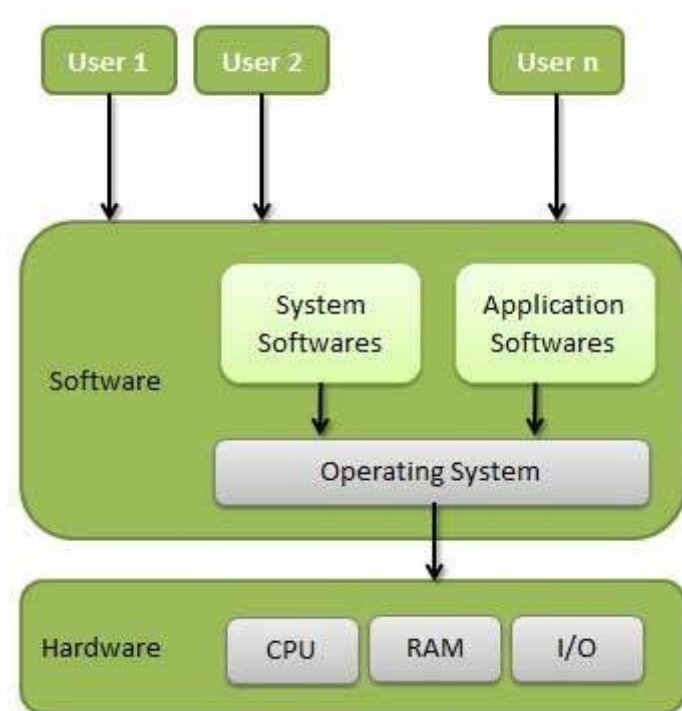 User 1
User 2
User n
System
Softwares
Application
Softwares
Software
Operating System
Hardware
CPU
RAM
I/O